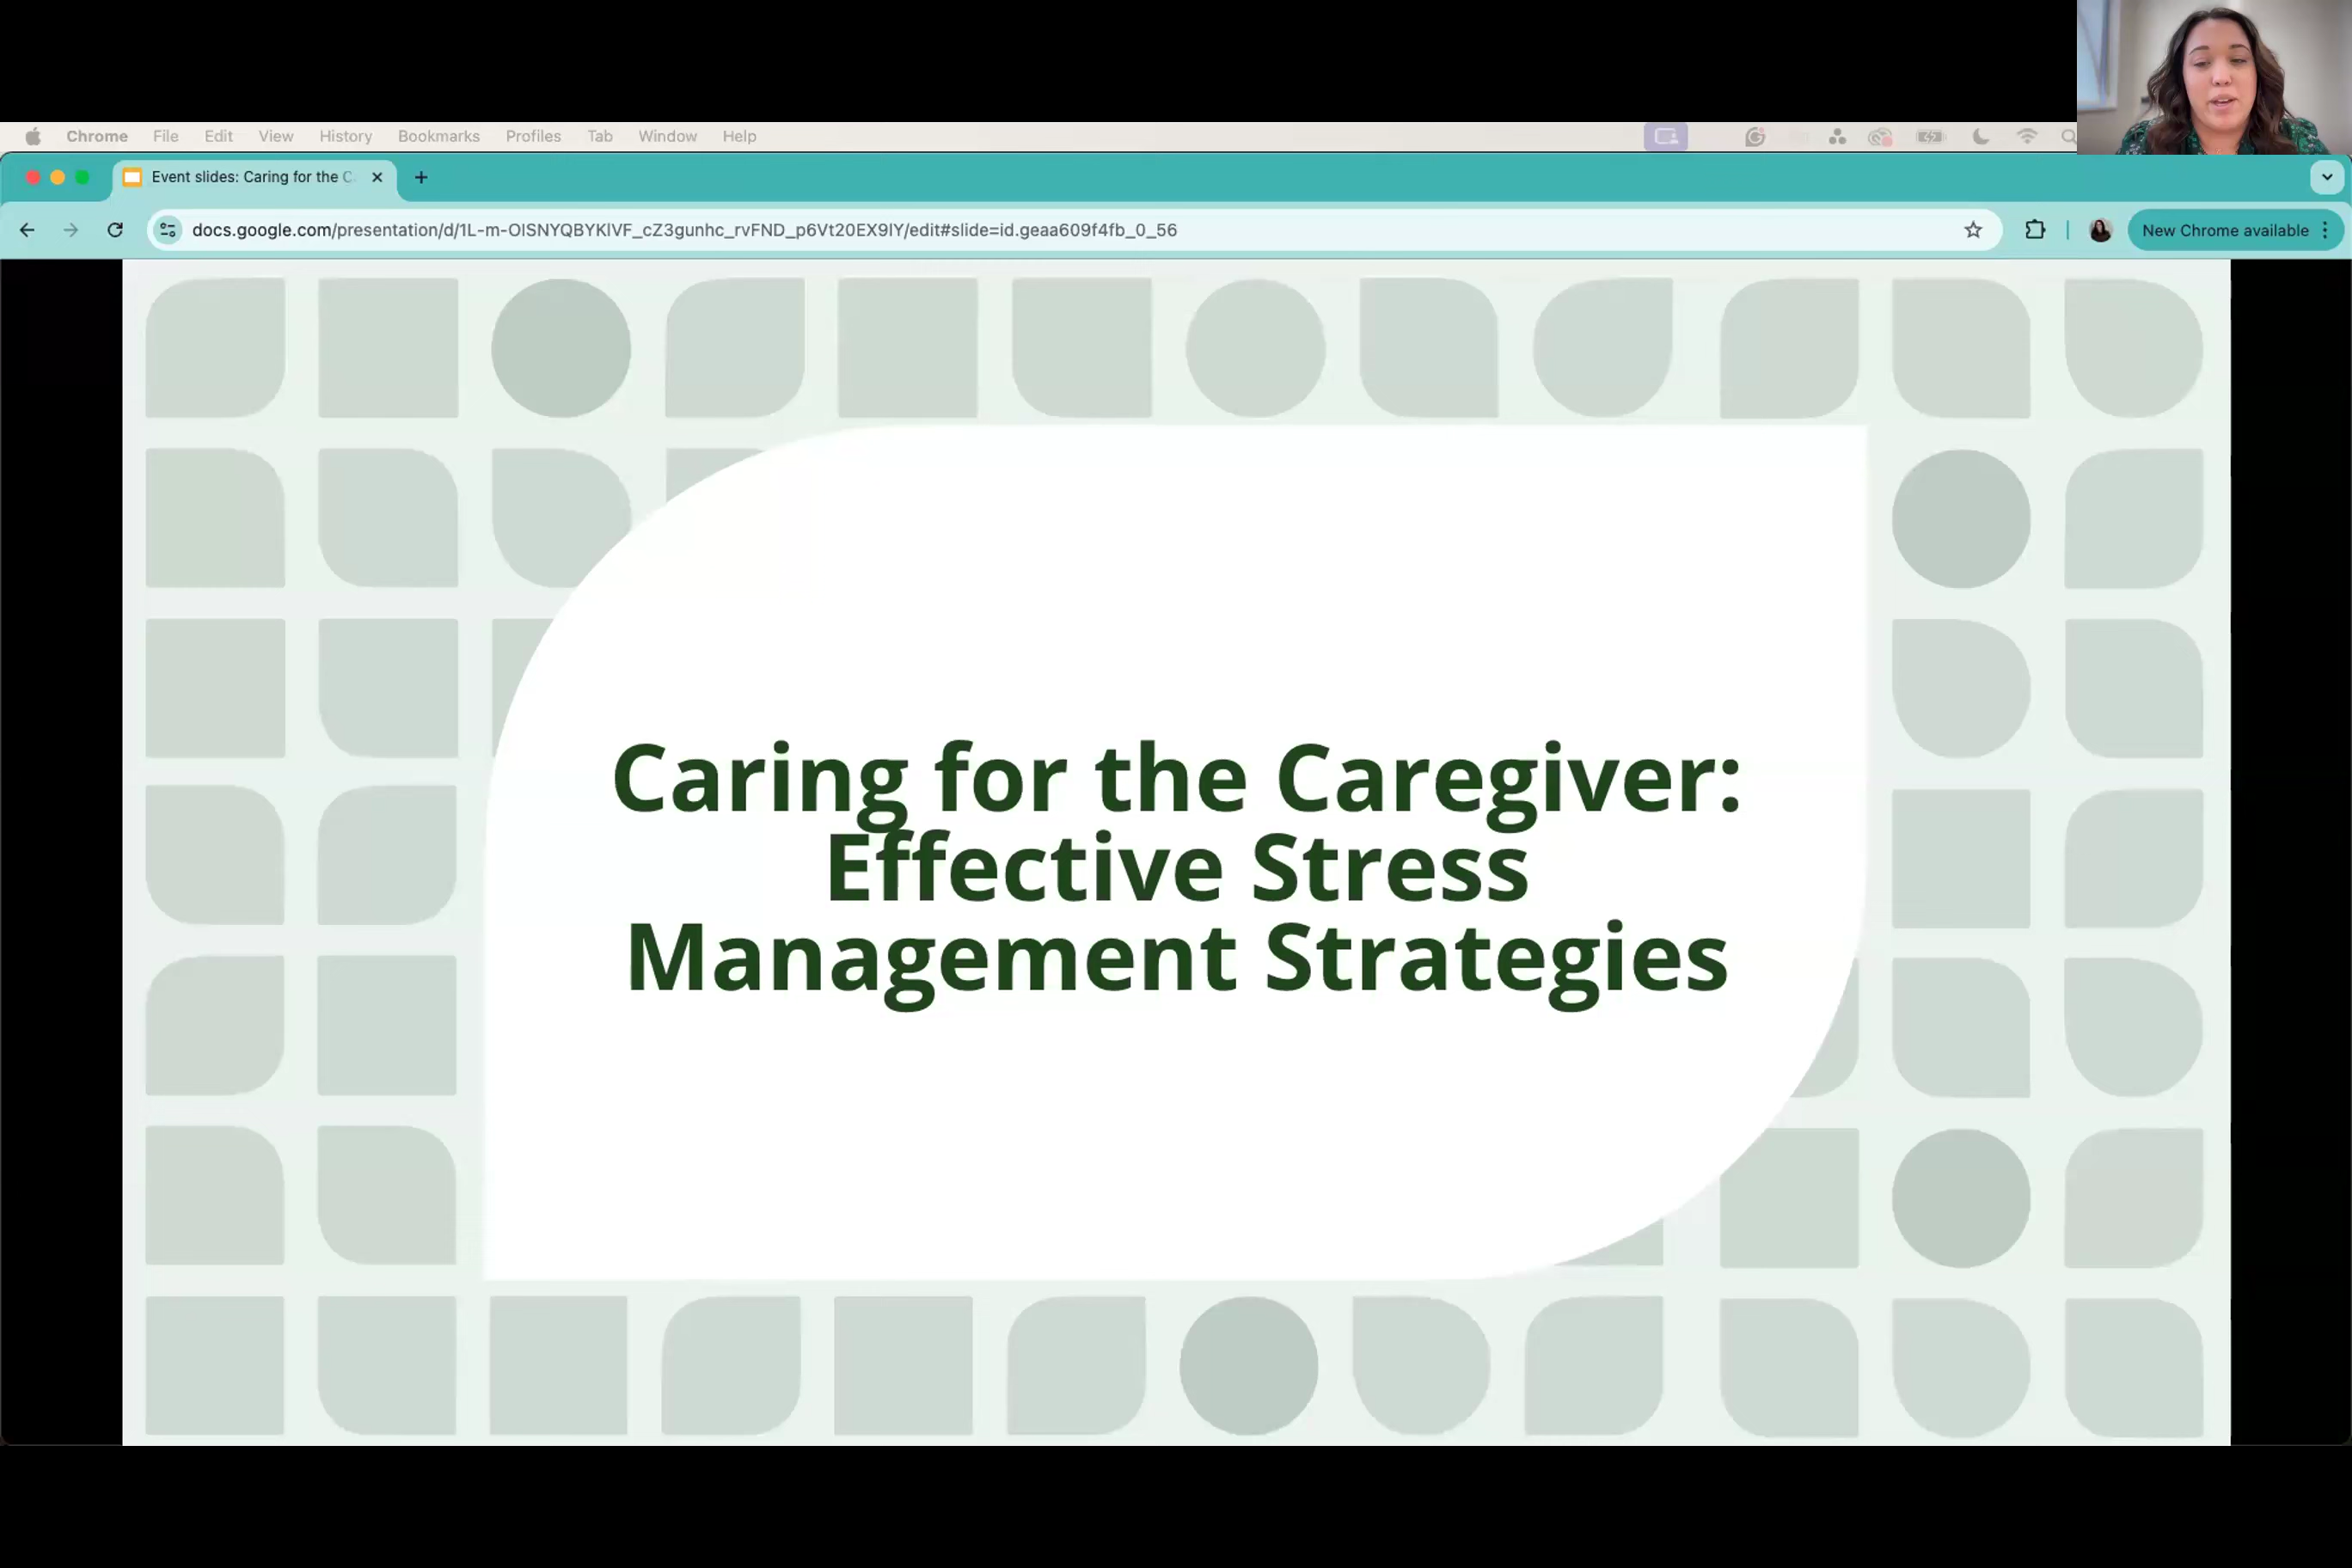 Chrome File Edit View History Bookmarks Profiles Tab Window Help
Event slides: Caring for the C
docs.google.com/presentation/d/1L-m-OISNYQBYKIVF_cZ3gunhc_rvFND_p6Vt20EX9IY/edit#slide=id.geaa609f4fb_0_56
New Chrome available
Caring for the Caregiver:
Effective Stress
Management Strategies